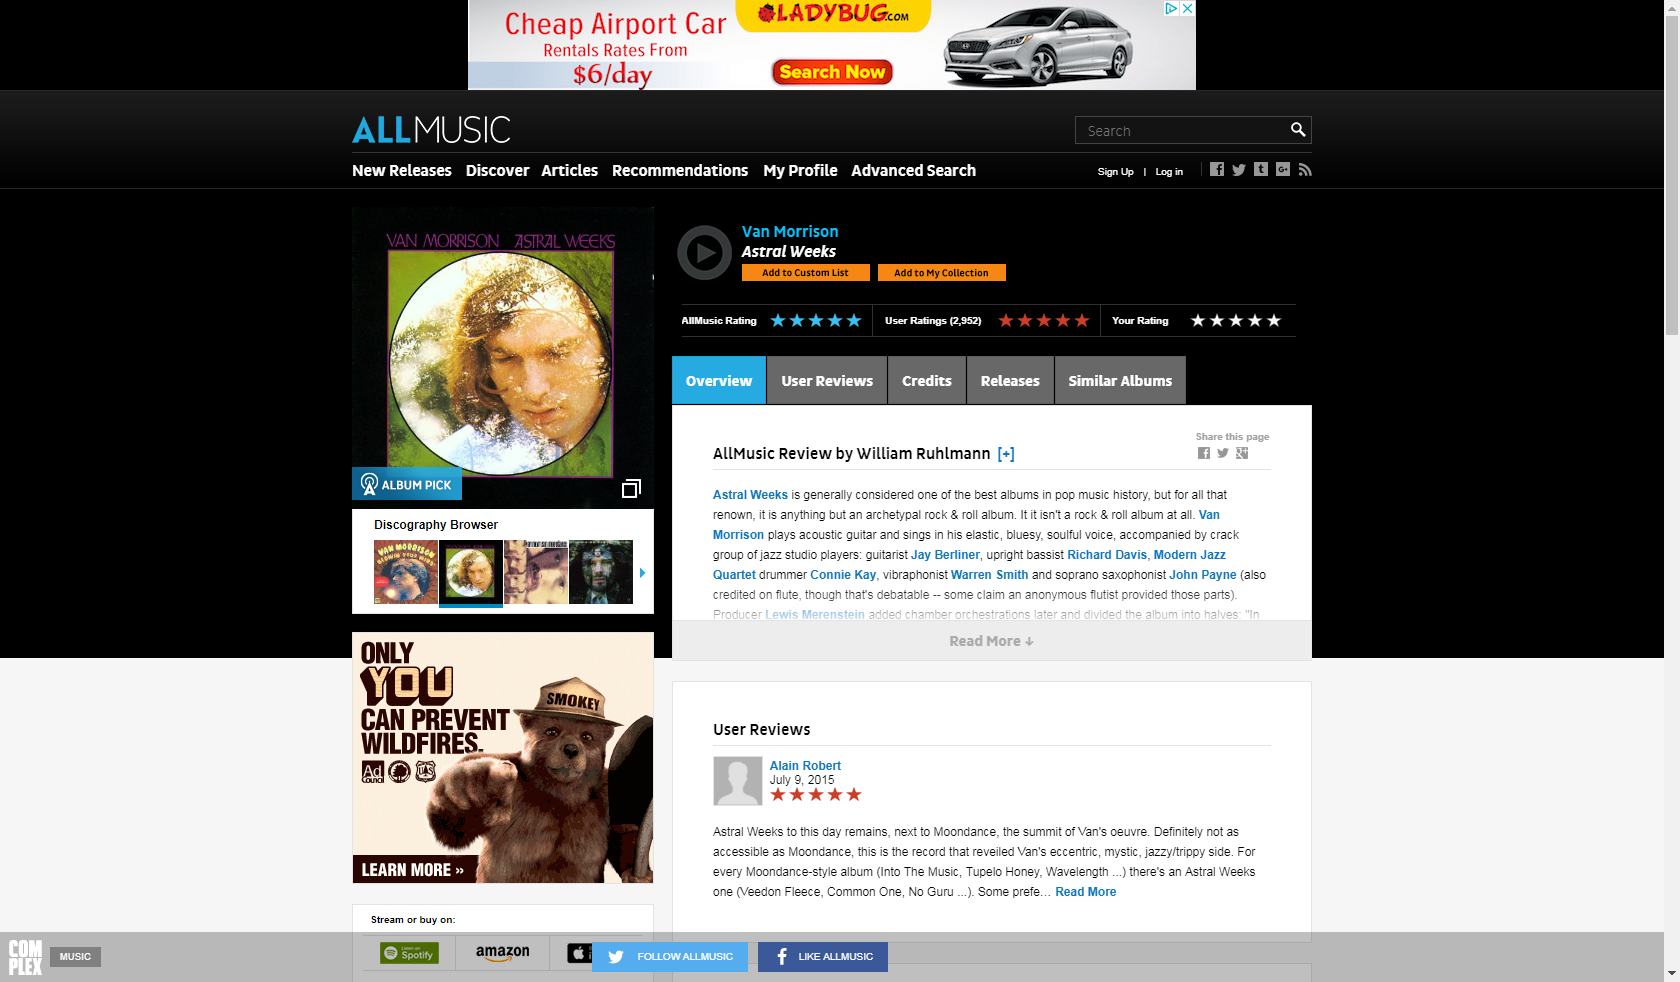 Cheap Airport Car
Rentals Rates From
$6/day
LADYBUG.COM
Search Now
ALLMUSIC
Search
New Releases Discover Articles Recommendations My Profile Advanced Search
Sign Up | Log in
VAN MORRISON ASTRAL WEEKS
ALBUM PICK
Van Morrison
Astral Weeks
Add to Custom List Add to My Collection
AllMusic Rating User Ratings (2,952) Your Rating
Overview User Reviews Credits Releases Similar Albums
Share this page
AllMusic Review by William Ruhlmann [+]
Astral Weeks is generally considered one of the best albums in pop music history, but for all that
renown, it is anything but an archetypal rock & roll album. It it isn't a rock & roll album at all. Van
Morrison plays acoustic guitar and sings in his elastic, bluesy, soulful voice, accompanied by crack
group of jazz studio players: guitarist Jay Berliner, upright bassist Richard Davis, Modern Jazz
Quartet drummer Connie Kay, vibraphonist Warren Smith and soprano saxophonist John Payne (also
credited on flute, though that's debatable -- some claim an anonymous flutist provided those parts).
Producer Lewis Merenstein added chamber orchestrations later and divided the album into halves: "In
Read More ↓
Discography Browser
VAN MORRISON
ONLY
YOU
CAN PREVENT
WILDFIRES.
SMOKEY
Ad
Council
LEARN MORE »
User Reviews
Alain Robert
July 9, 2015
Astral Weeks to this day remains, next to Moondance, the summit of Van's oeuvre. Definitely not as
accessible as Moondance, this is the record that reveiled Van's eccentric, mystic, jazzy/trippy side. For
every Moondance-style album (Into The Music, Tupelo Honey, Wavelength ...) there's an Astral Weeks
one (Veedon Fleece, Common One, No Guru ...). Some prefe... Read More
Stream or buy on:
Listen on
Spotify
amazon
COMPLEX
MUSIC
FOLLOW ALLMUSIC
LIKE ALLMUSIC